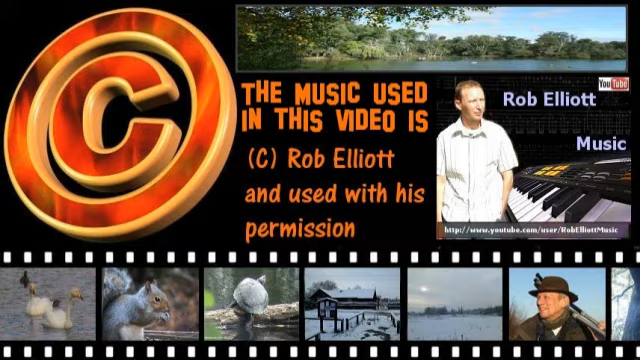 THE MUSIC USED
IN THIS VIDEO IS
(C) Rob Elliott
and used with his
permission
YouTube
Rob Elliott
Music
http://www.youtube.com/user/RobElliottMusic